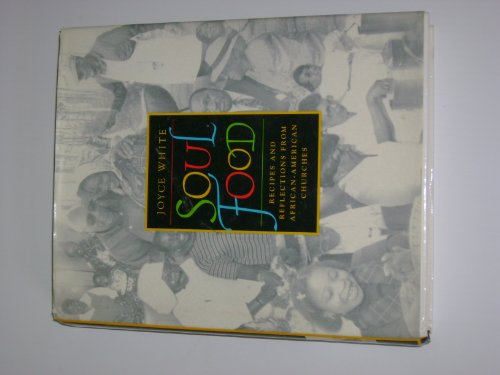 JOYCE WHITE
SOUL
FOOD
RECIPES AND
REFLECTIONS FROM
AFRICAN-AMERICAN
CHURCHES